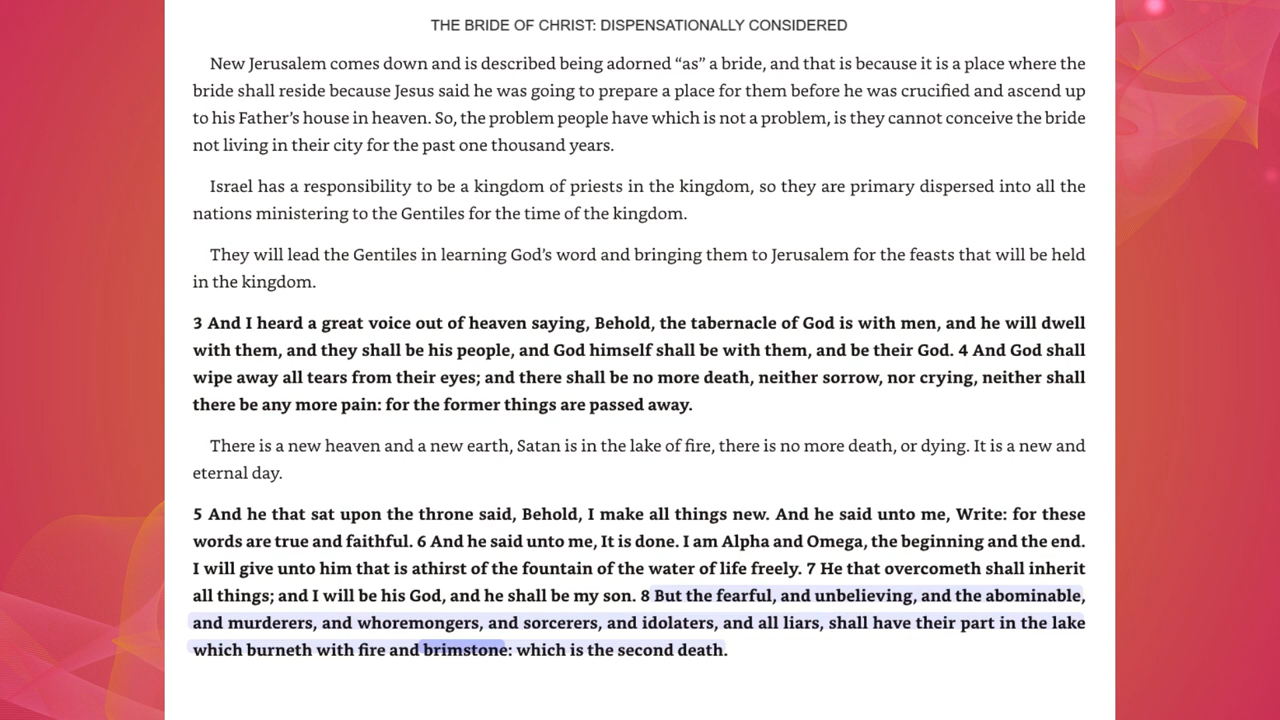 THE BRIDE OF CHRIST: DISPENSATIONALLY CONSIDERED
New Jerusalem comes down and is described being adorned “as” a bride, and that is because it is a place where the
bride shall reside because Jesus said he was going to prepare a place for them before he was crucified and ascend up
to his Father’s house in heaven. So, the problem people have which is not a problem, is they cannot conceive the bride
not living in their city for the past one thousand years.
Israel has a responsibility to be a kingdom of priests in the kingdom, so they are primary dispersed into all the
nations ministering to the Gentiles for the time of the kingdom.
They will lead the Gentiles in learning God’s word and bringing them to Jerusalem for the feasts that will be held
in the kingdom.
3 And I heard a great voice out of heaven saying, Behold, the tabernacle of God is with men, and he will dwell
with them, and they shall be his people, and God himself shall be with them, and be their God. 4 And God shall
wipe away all tears from their eyes; and there shall be no more death, neither sorrow, nor crying, neither shall
there be any more pain: for the former things are passed away.
There is a new heaven and a new earth, Satan is in the lake of fire, there is no more death, or dying. It is a new and
eternal day.
5 And he that sat upon the throne said, Behold, I make all things new. And he said unto me, Write: for these
words are true and faithful. 6 And he said unto me, It is done. I am Alpha and Omega, the beginning and the end.
I will give unto him that is athirst of the fountain of the water of life freely. 7 He that overcometh shall inherit
all things; and I will be his God, and he shall be my son. 8 But the fearful, and unbelieving, and the abominable,
and murderers, and whoremongers, and sorcerers, and idolaters, and all liars, shall have their part in the lake
which burneth with fire and brimstone: which is the second death.